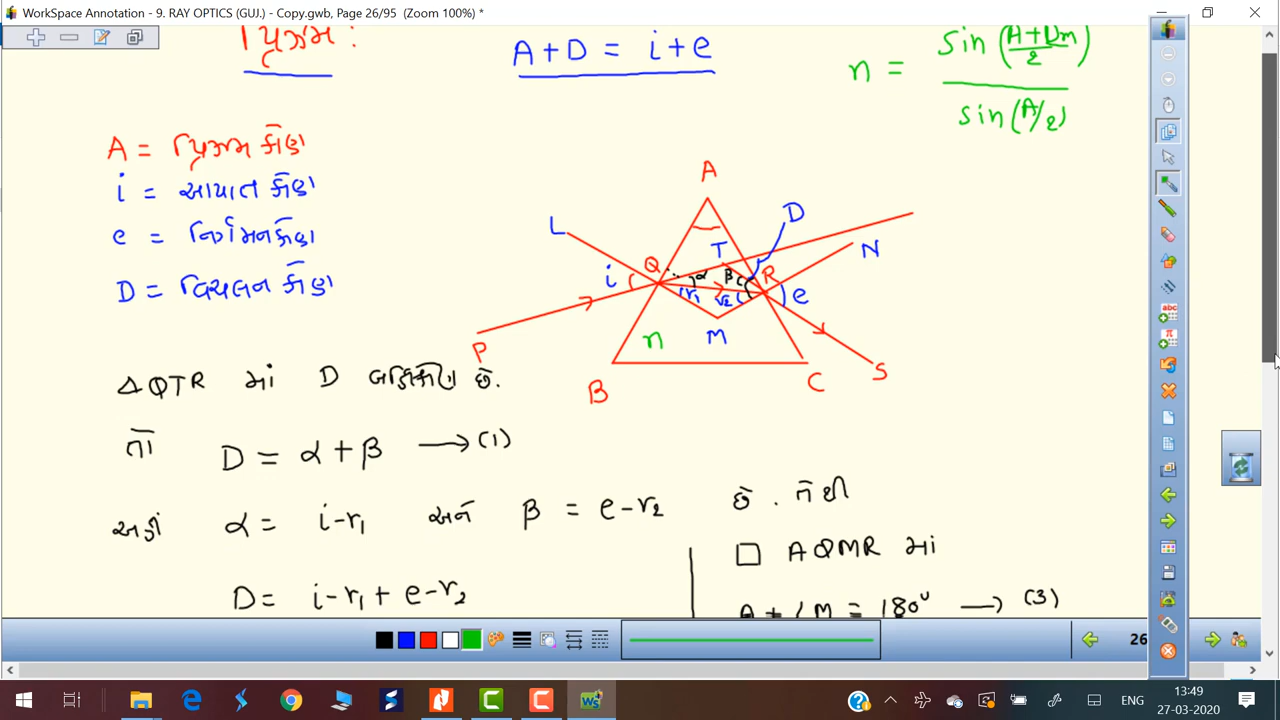 WorkSpace Annotation - 9. RAY OPTICS (GUJ.) - Copy.gwb, Page 26/95 (Zoom 100%) *
પ્રિઝમ :
A+D = i+e
n = sin (A+Dm/2) / sin (A/2)
A = પ્રિઝમ કોણ
i = આપાત કોણ
e = નિર્ગમન કોણ
D = વિચલન કોણ
A
L
D
T
N
Q
α
β
R
i
r1
r2
e
n
M
P
B
C
S
△QTR માં D બહિષ્કોણ છે.
તો D = α + β → (1)
અહીં α = i-r1 અને β = e-r2 છે. તેથી
D = i-r1 + e-r2
□ AQMR માં
A + ∠M = 180° → (3)
abc
π
26
ENG
13:49
27-03-2020